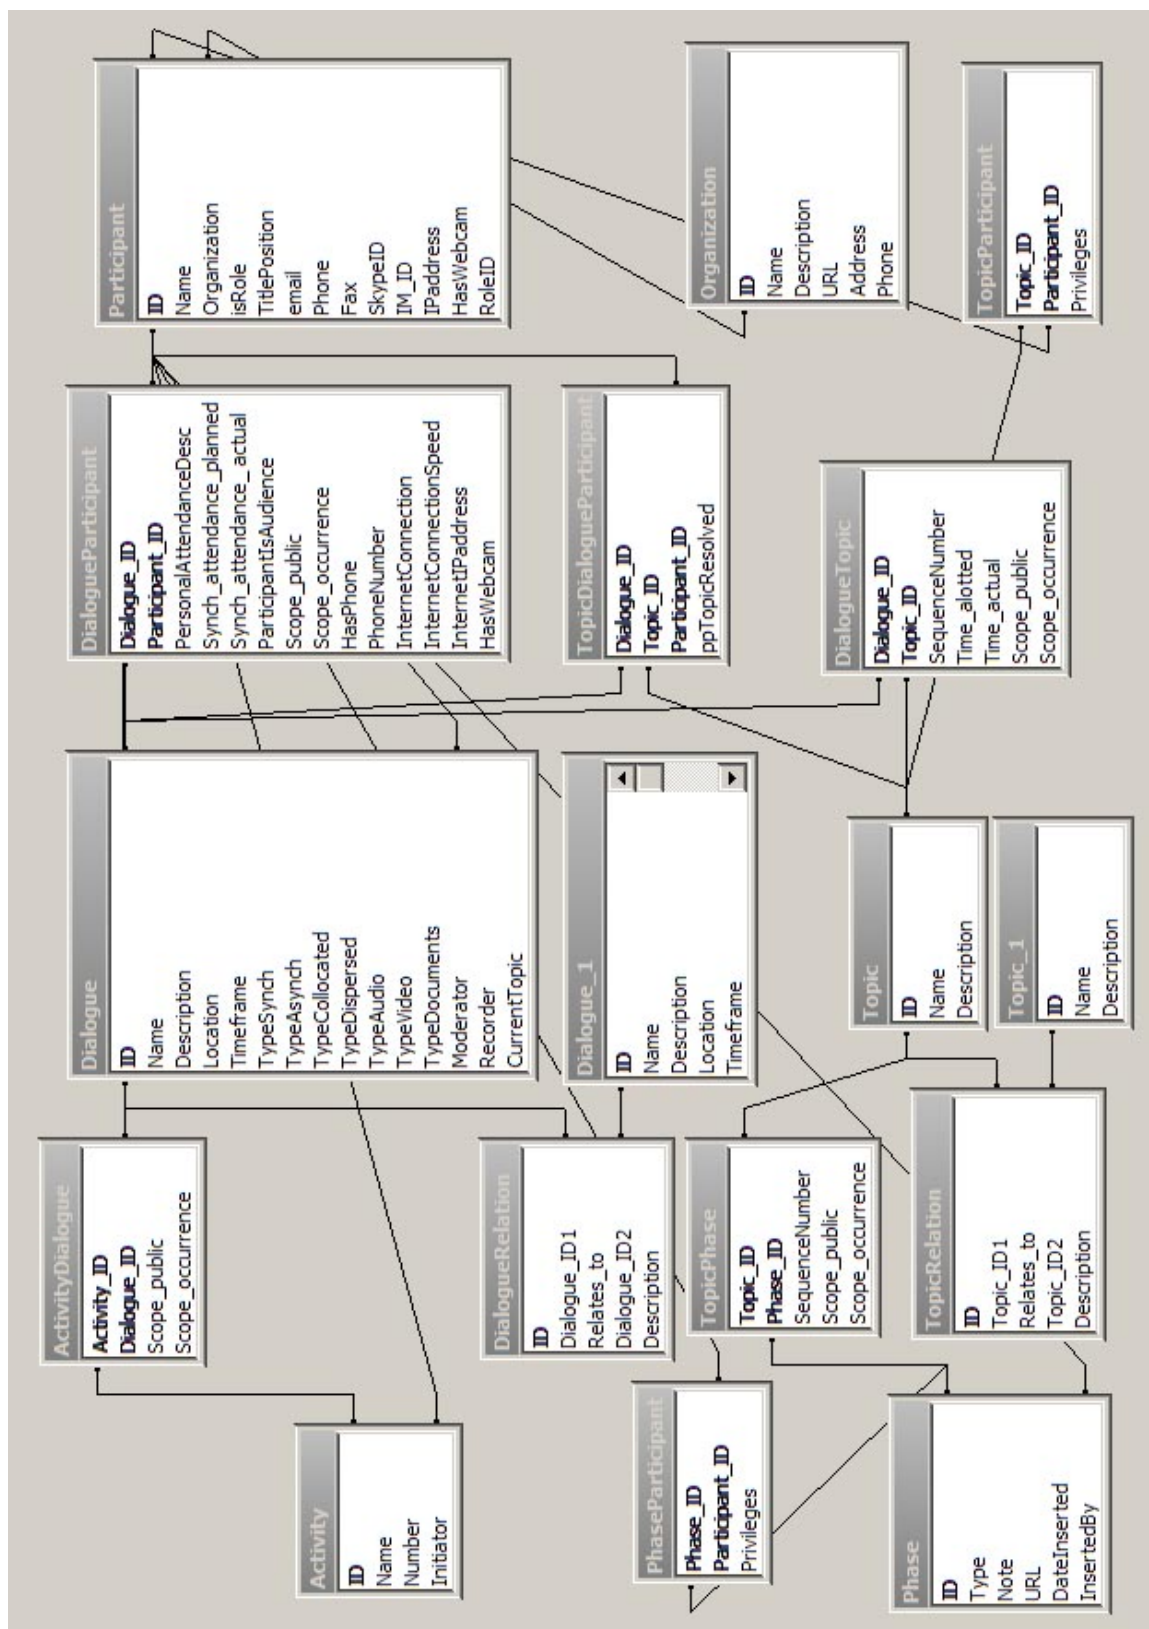 Activity
ID
Name
Number
Initiator
ActivityDialogue
Activity_ID
Dialogue_ID
Scope_public
Scope_occurrence
Dialogue
ID
Name
Description
Location
Timeframe
TypeSynch
TypeAsynch
TypeCollocated
TypeDispersed
TypeAudio
TypeVideo
TypeDocuments
Moderator
Recorder
CurrentTopic
DialogueParticipant
Dialogue_ID
Participant_ID
PersonalAttendanceDesc
Synch_attendance_planned
Synch_attendance_ actual
ParticipantIsAudience
Scope_public
Scope_occurrence
HasPhone
PhoneNumber
InternetConnection
InternetConnectionSpeed
InternetIPaddress
HasWebcam
Participant
ID
Name
Organization
isRole
TitlePosition
email
Phone
Fax
SkypeID
IM_ID
IPaddress
HasWebcam
RoleID
DialogueRelation
ID
Dialogue_ID1
Relates_to
Dialogue_ID2
Description
Dialogue_1
ID
Name
Description
Location
Timeframe
TopicDialogueParticipant
Dialogue_ID
Topic_ID
Participant_ID
ppTopicResolved
Organization
ID
Name
Description
URL
Address
Phone
PhaseParticipant
Phase_ID
Participant_ID
Privileges
TopicPhase
Topic_ID
Phase_ID
SequenceNumber
Scope_public
Scope_occurrence
DialogueTopic
Dialogue_ID
Topic_ID
SequenceNumber
Time_alotted
Time_actual
Scope_public
Scope_occurrence
Topic
ID
Name
Description
TopicParticipant
Topic_ID
Participant_ID
Privileges
Phase
ID
Type
Note
URL
DateInserted
InsertedBy
TopicRelation
ID
Topic_ID1
Relates_to
Topic_ID2
Description
Topic_1
ID
Name
Description